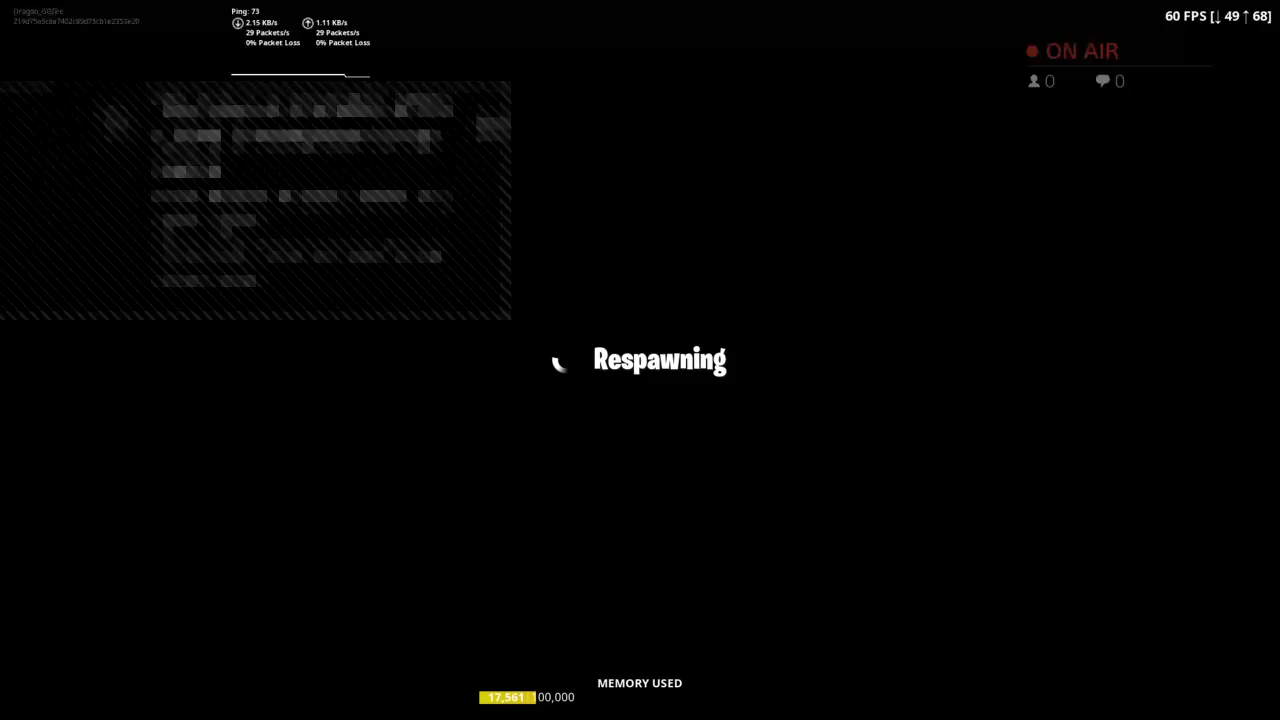 Ping: 73
2.15 KB/s 1.11 KB/s
29 Packets/s 29 Packets/s
0% Packet Loss 0% Packet Loss
60 FPS [↓ 49 ↑ 68]
ON AIR
0 0
Respawning
MEMORY USED
17,561 100,000